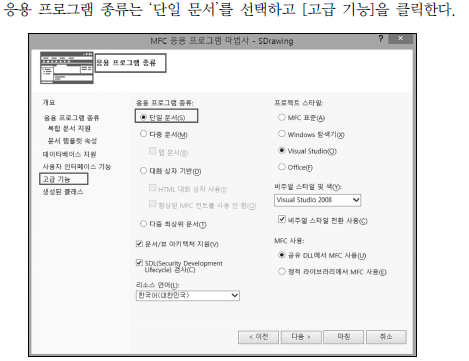 응용 프로그램 종류는 ‘단일 문서’를 선택하고 [고급 기능]을 클릭한다.
MFC 응용 프로그램 마법사 - SDrawing
? ×
응용 프로그램 종류
개요
응용 프로그램 종류
복합 문서 지원
문서 템플릿 속성
데이터베이스 지원
사용자 인터페이스 기능
고급 기능
생성된 클래스
응용 프로그램 종류:
단일 문서(S)
다중 문서(M)
탭 문서(B)
대화 상자 기반(D)
HTML 대화 상자 사용(I)
향상된 MFC 컨트롤 사용 안 함(O)
다중 최상위 문서(T)
문서/뷰 아키텍처 지원(V)
SDL(Security Development
Lifecycle) 검사(C)
리소스 언어(L):
한국어(대한민국)
프로젝트 스타일:
MFC 표준(A)
Windows 탐색기(X)
Visual Studio(O)
Office(F)
비주얼 스타일 및 색(Y):
Visual Studio 2008
비주얼 스타일 전환 사용(C)
MFC 사용:
공유 DLL에서 MFC 사용(U)
정적 라이브러리에서 MFC 사용(E)
< 이전
다음 >
마침
취소